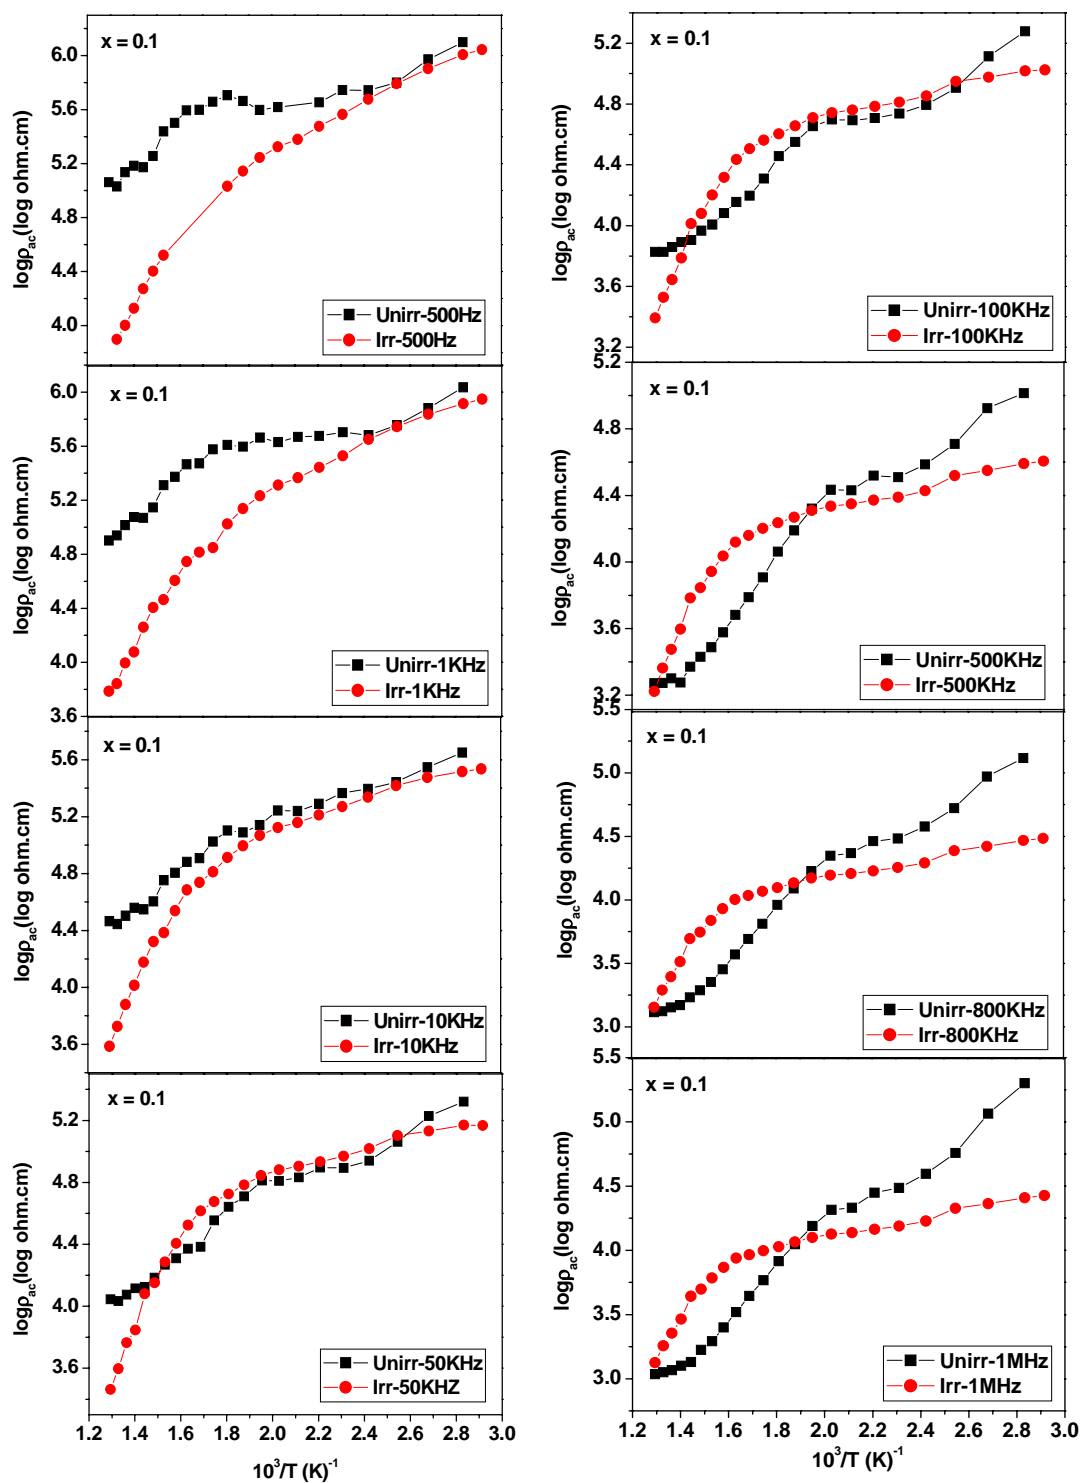 x = 0.1
6.0
5.6
5.2
4.8
4.4
4.0
logρac(log ohm.cm)
Unirr-500Hz
Irr-500Hz
x = 0.1
6.0
5.6
5.2
4.8
4.4
4.0
3.6
logρac(log ohm.cm)
Unirr-1KHz
Irr-1KHz
x = 0.1
5.6
5.2
4.8
4.4
4.0
3.6
logρac(log ohm.cm)
Unirr-10KHz
Irr-10KHz
x = 0.1
5.2
4.8
4.4
4.0
3.6
logρac(log ohm.cm)
Unirr-50KHz
Irr-50KHZ
1.2 1.4 1.6 1.8 2.0 2.2 2.4 2.6 2.8 3.0
10³/T (K)⁻¹
x = 0.1
5.2
4.8
4.4
4.0
3.6
3.2
logρac(log ohm.cm)
Unirr-100KHz
Irr-100KHz
x = 0.1
5.2
4.8
4.4
4.0
3.6
3.2
logρac(log ohm.cm)
Unirr-500KHz
Irr-500KHz
x = 0.1
5.5
5.0
4.5
4.0
3.5
3.0
logρac(log ohm.cm)
Unirr-800KHz
Irr-800KHz
x = 0.1
5.5
5.0
4.5
4.0
3.5
3.0
logρac(log ohm.cm)
Unirr-1MHz
Irr-1MHz
1.2 1.4 1.6 1.8 2.0 2.2 2.4 2.6 2.8 3.0
10³/T (K)⁻¹